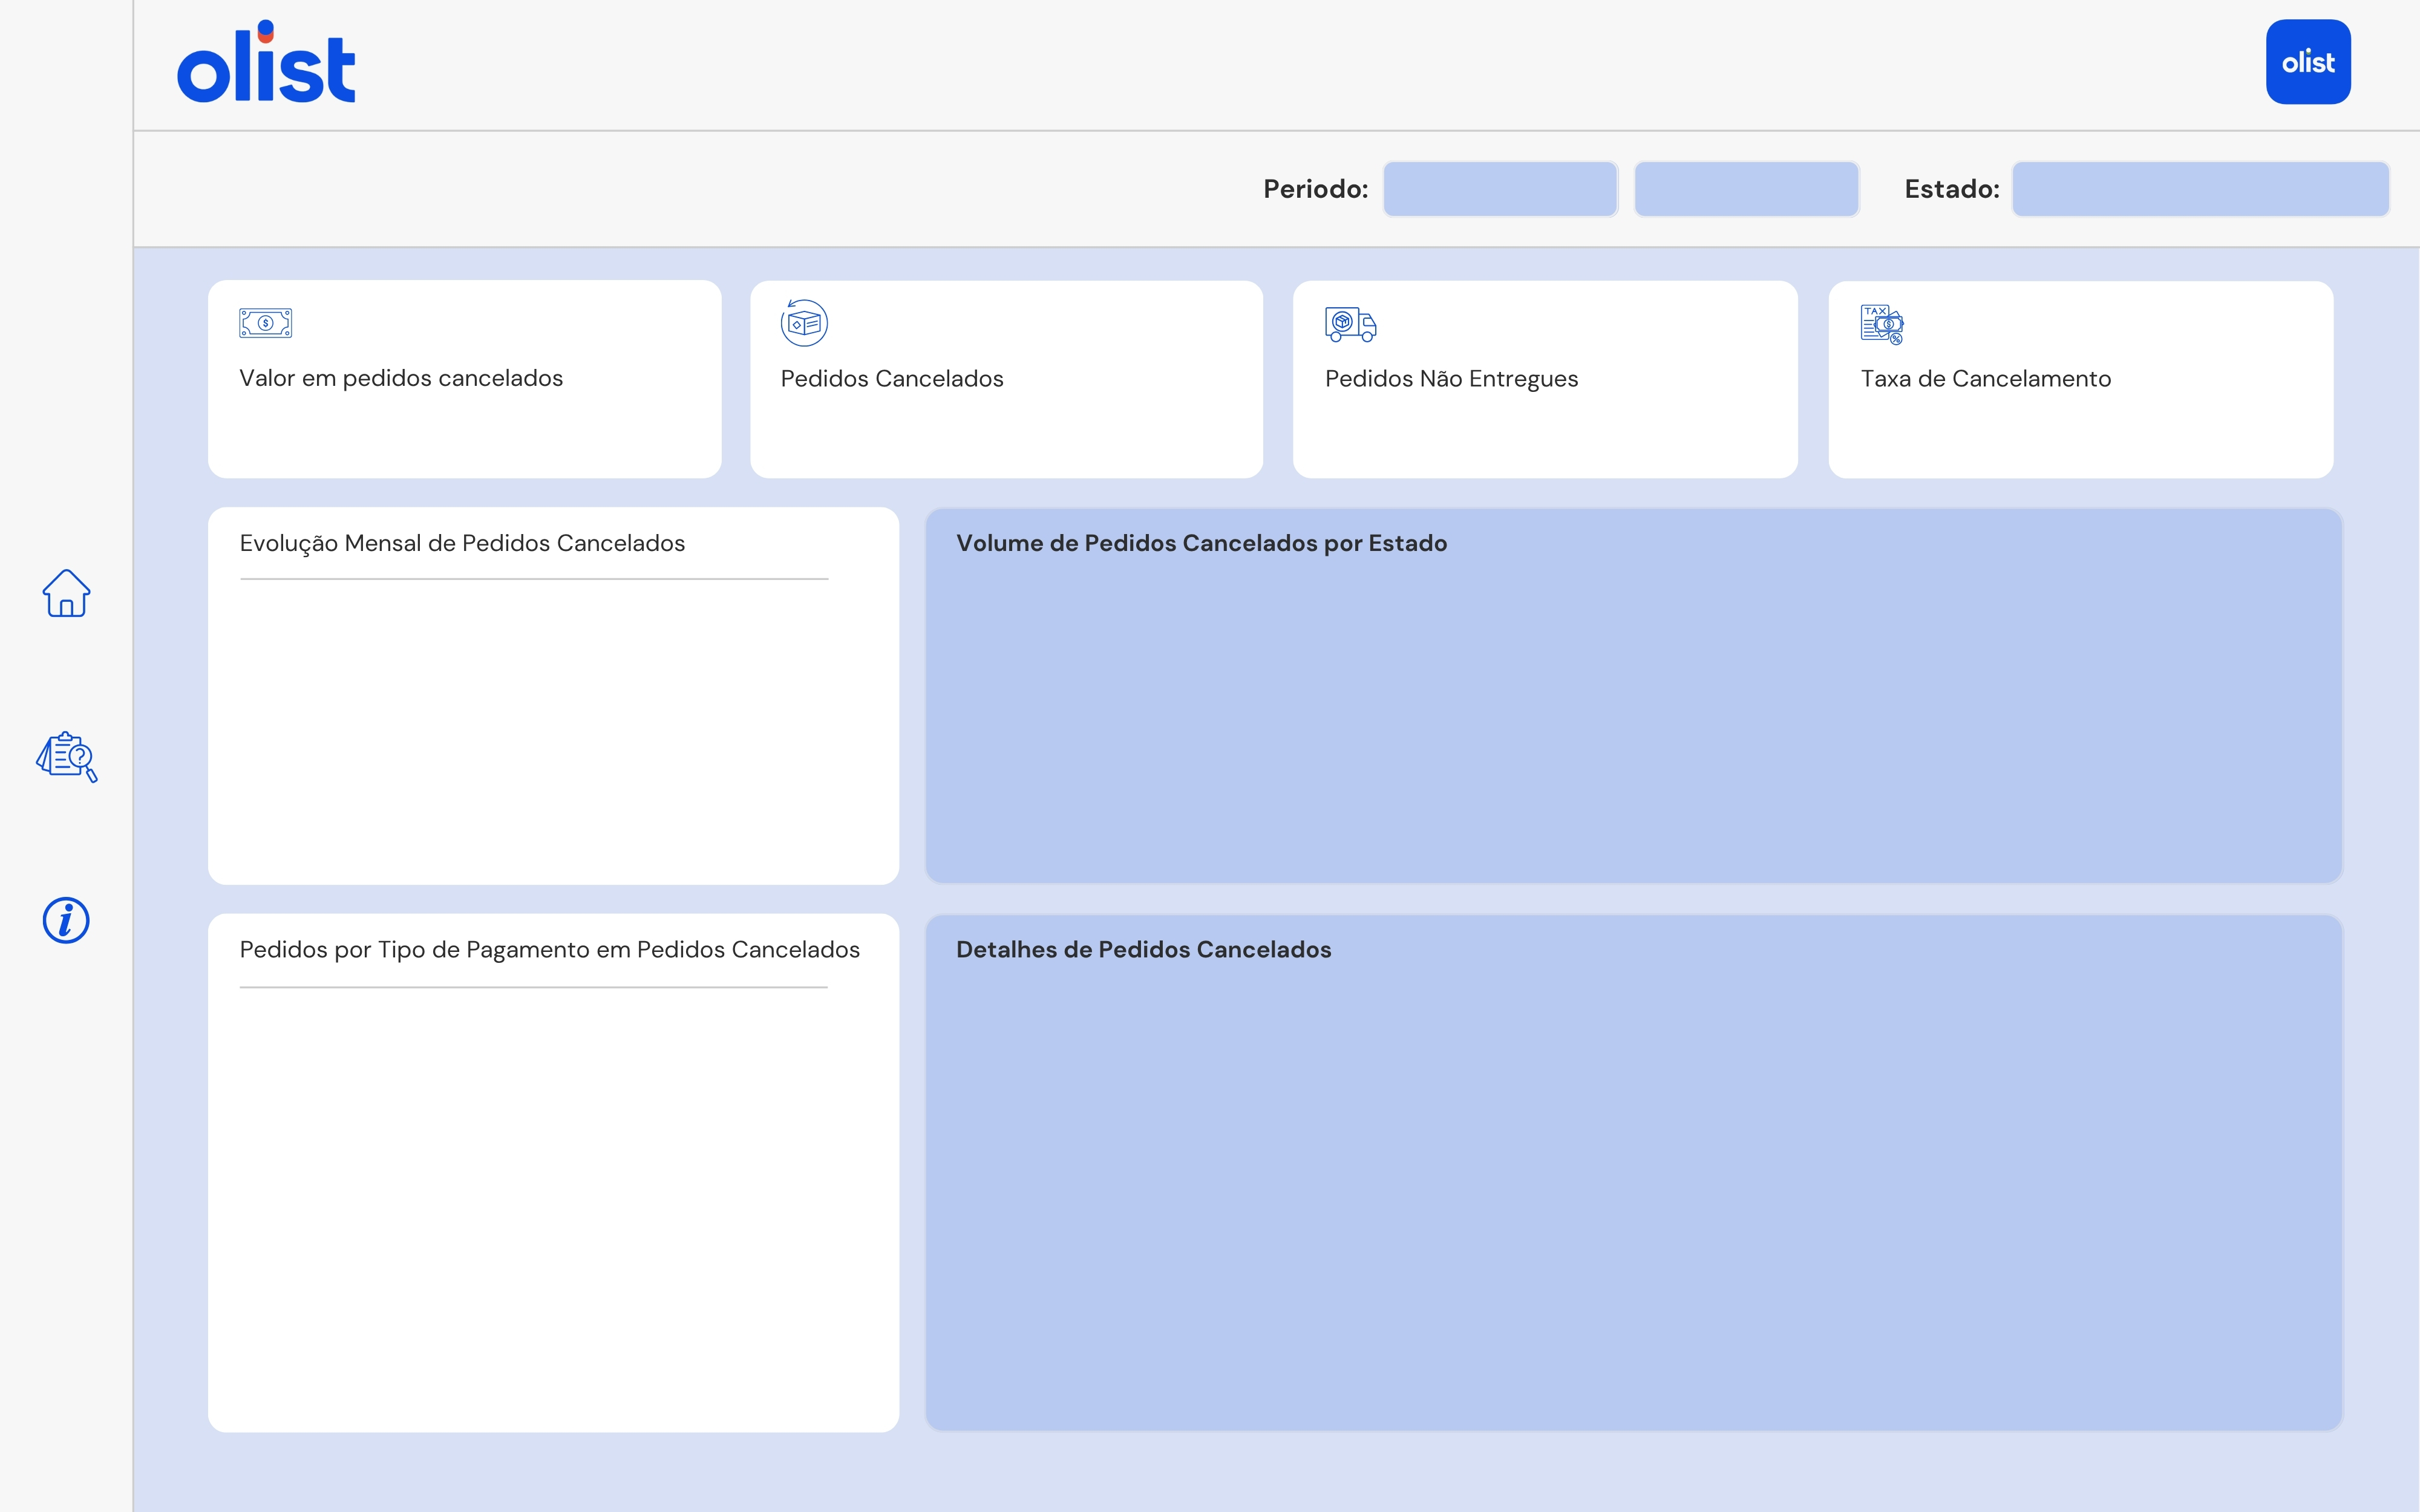 olist
olist
Periodo:
Estado:
$
TAX
$
%
Valor em pedidos cancelados
Pedidos Cancelados
Pedidos Não Entregues
Taxa de Cancelamento
Evolução Mensal de Pedidos Cancelados
Volume de Pedidos Cancelados por Estado
?
i
Pedidos por Tipo de Pagamento em Pedidos Cancelados
Detalhes de Pedidos Cancelados